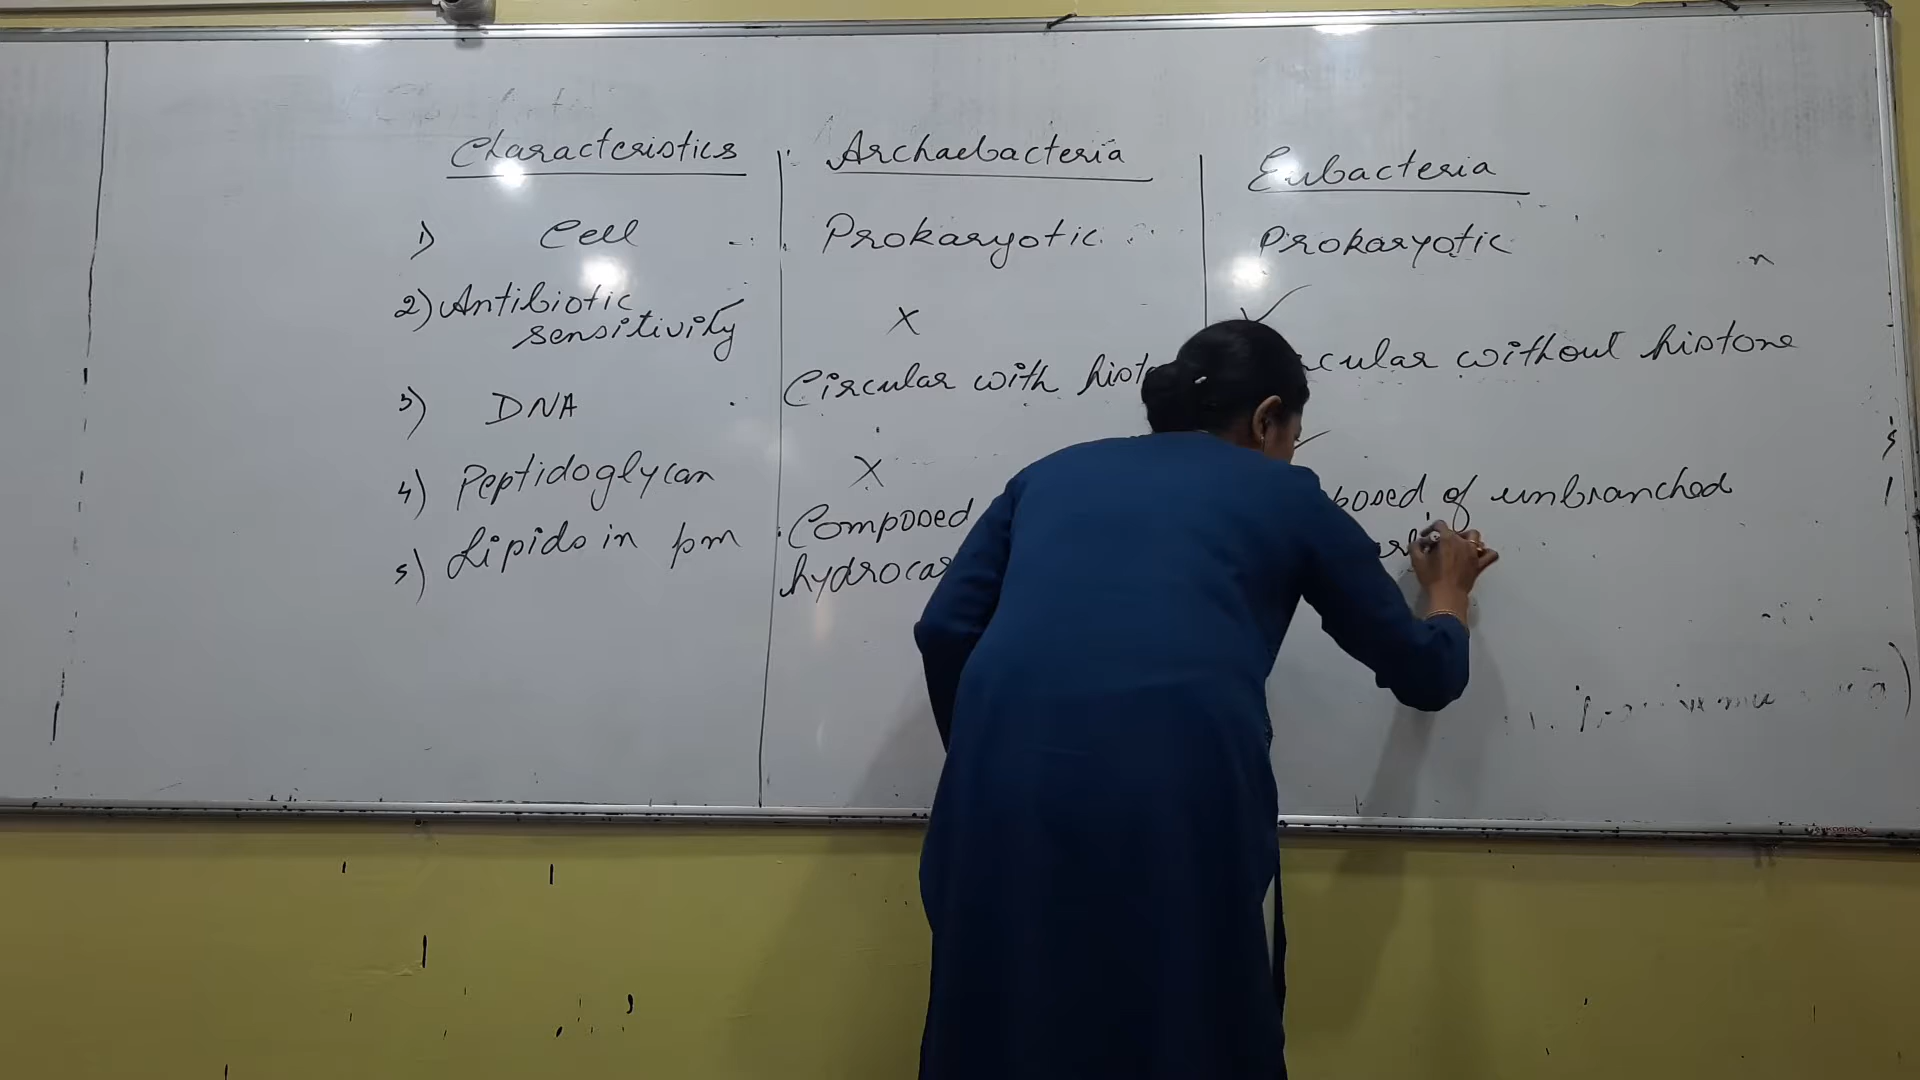 Characteristics Archaebacteria Eubacteria
1) Cell Prokaryotic Prokaryotic
2) Antibiotic sensitivity X ✓
3) DNA Circular with cular without histone
4) Peptidoglycan X ✓
5) Lipids in pm Composed posed of unbranched
hydrocar